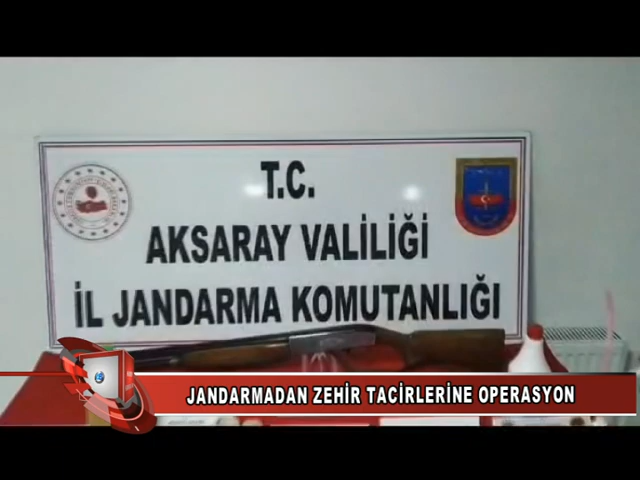 T.C.
AKSARAY VALİLİĞİ
İL JANDARMA KOMUTANLIĞI
JANDARMADAN ZEHİR TACİRLERİNE OPERASYON